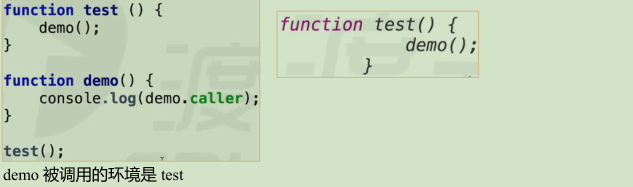 function test () {
    demo();
}
function demo() {
    console.log(demo.caller);
}
test();
function test() {
            demo();
        }
demo 被调用的环境是 test